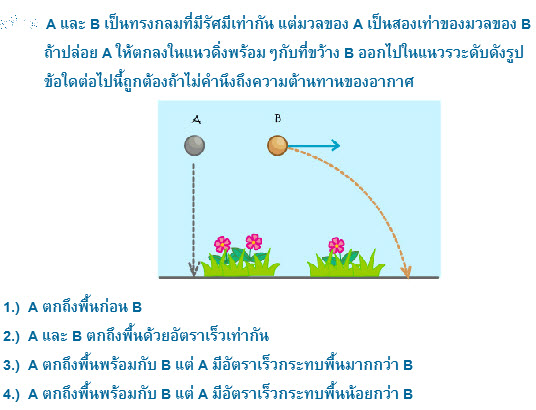 A และ B เป็นทรงกลมที่มีรัศมีเท่ากัน แต่มวลของ A เป็นสองเท่าของมวลของ B
ถ้าปล่อย A ให้ตกลงในแนวดิ่งพร้อม ๆกับที่ขว้าง B ออกไปในแนวรวะดับดังรูป
ข้อใดต่อไปนี้ถูกต้องถ้าไม่คำนึงถึงความต้านทานของอากาศ
A B
1.) A ตกถึงพื้นก่อน B
2.) A และ B ตกถึงพื้นด้วยอัตราเร็วเท่ากัน
3.) A ตกถึงพื้นพร้อมกับ B แต่ A มีอัตราเร็วกระทบพื้นมากกว่า B
4.) A ตกถึงพื้นพร้อมกับ B แต่ A มีอัตราเร็วกระทบพื้นน้อยกว่า B